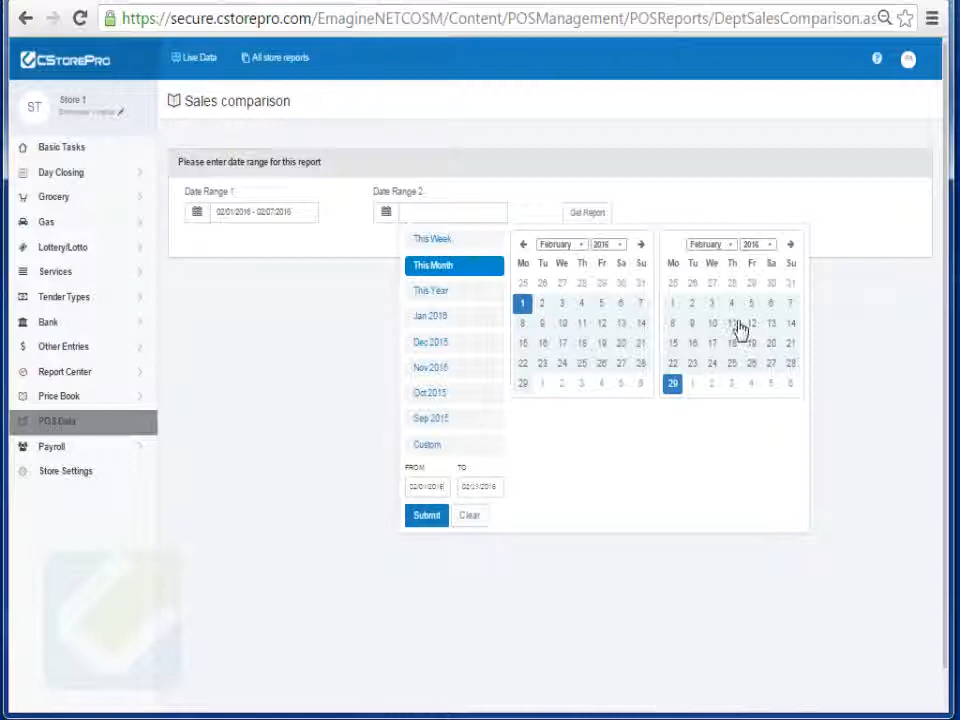 https://secure.cstorepro.com/EmagineNETCOSM/Content/POSManagement/POSReports/DeptSalesComparison.as
CSTOREPRO
Live Data
All store reports
?
ST
Store 1
Sales comparison
Basic Tasks
Day Closing
Grocery
Gas
Lottery/Lotto
Services
Tender Types
Bank
Other Entries
Report Center
Price Book
POS Data
Payroll
Store Settings
Please enter date range for this report
Date Range 1
Date Range 2
02/01/2016 - 02/07/2016
Get Report
This Week
This Month
This Year
Jan 2016
Dec 2015
Nov 2015
Oct 2015
Sep 2015
Custom
FROM TO
02/01/2016
Submit
Clear
February 2016
Mo Tu We Th Fr Sa Su
25 26 27 28 29 30 31
1 2 3 4 5 6 7
8 9 10 11 12 13 14
15 16 17 18 19 20 21
22 23 24 25 26 27 28
29 1 2 3 4 5 6
February 2016
Mo Tu We Th Fr Sa Su
25 26 27 28 29 30 31
1 2 3 4 5 6 7
8 9 10 11 12 13 14
15 16 17 18 19 20 21
22 23 24 25 26 27 28
29 1 2 3 4 5 6